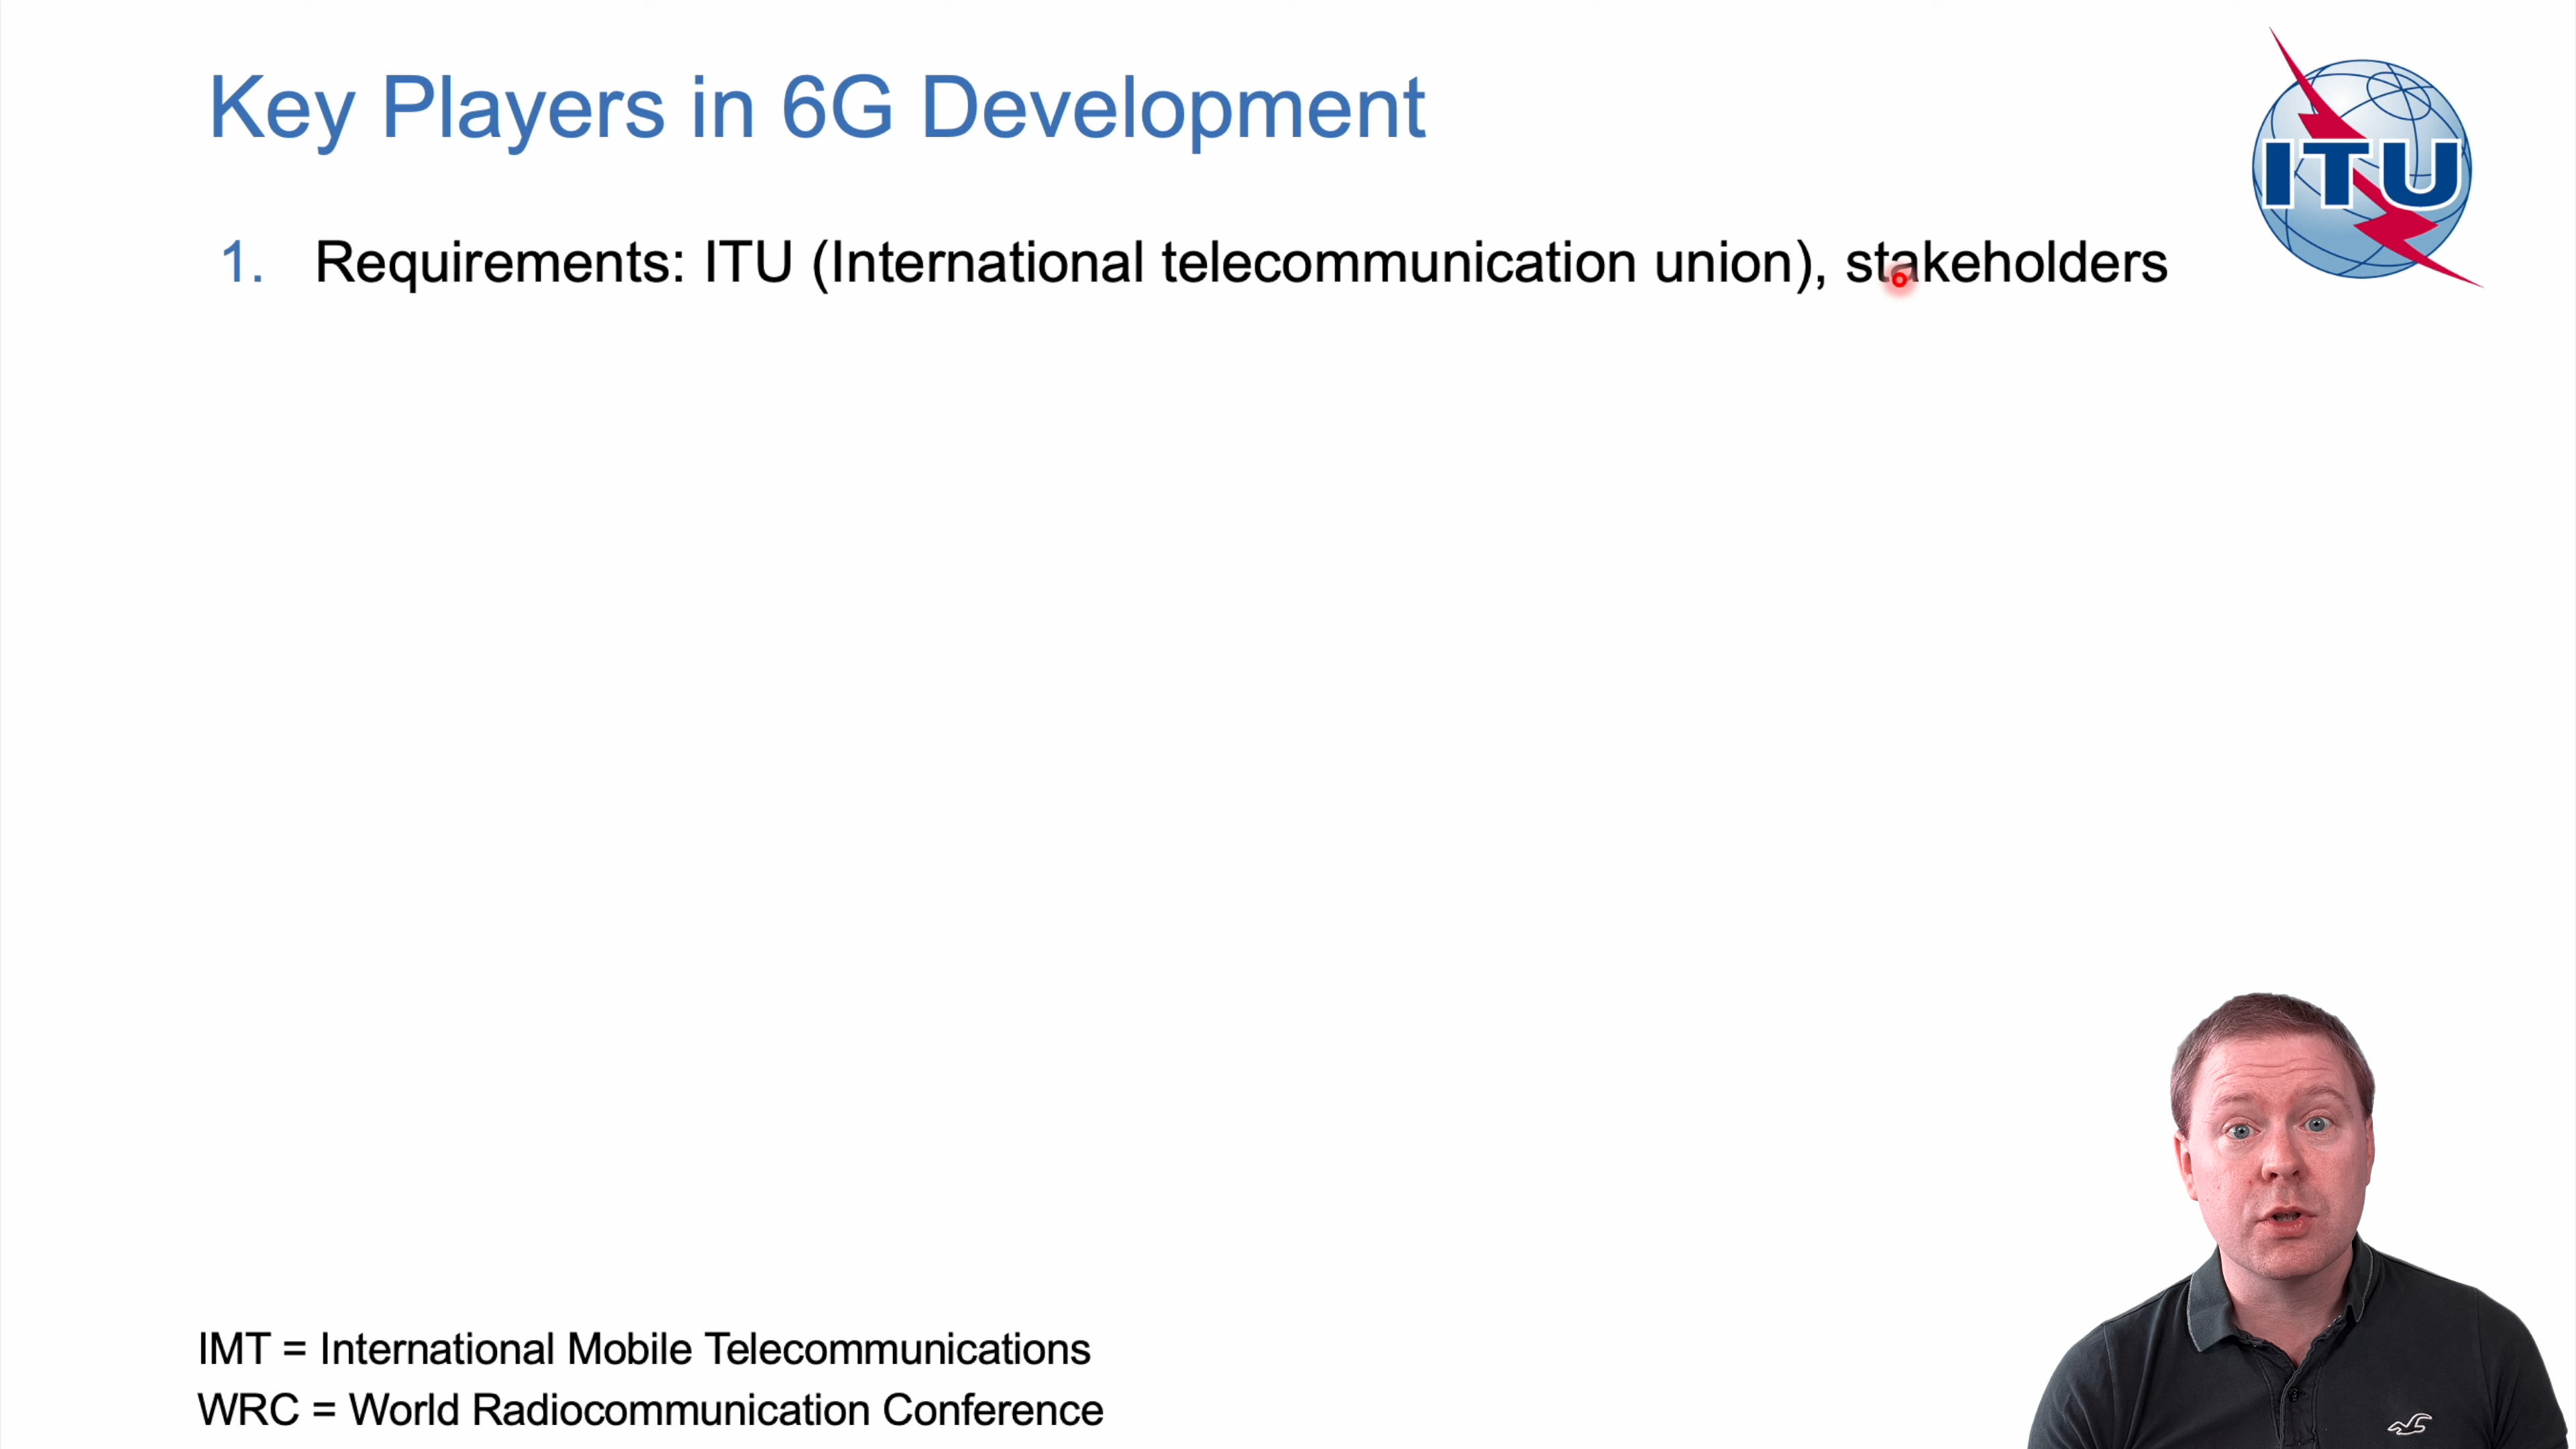 Key Players in 6G Development
ITU
1. Requirements: ITU (International telecommunication union), stakeholders
IMT = International Mobile Telecommunications
WRC = World Radiocommunication Conference